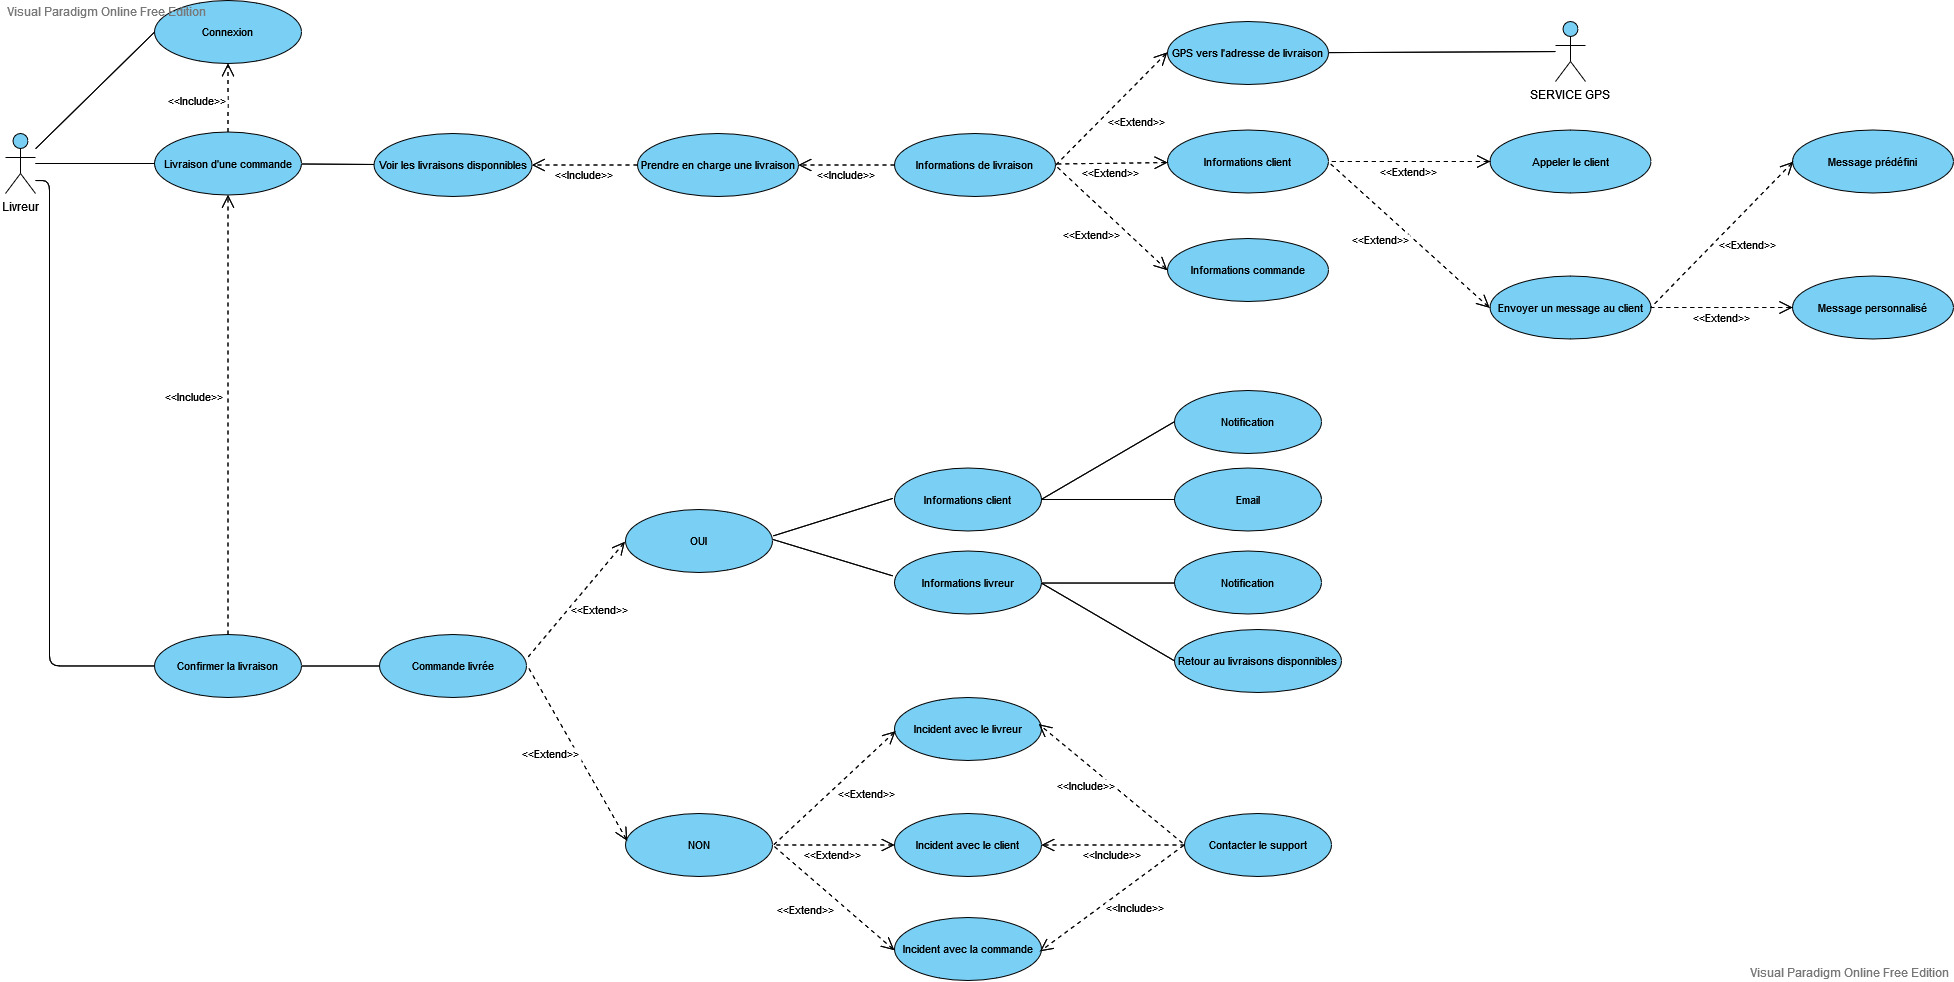 Visual Paradigm Online Free Edition
Connexion
GPS vers l'adresse de livraison
SERVICE GPS
<<Include>>
<<Extend>>
Livreur
Livraison d'une commande
Voir les livraisons disponnibles
<<Include>>
Prendre en charge une livraison
<<Include>>
Informations de livraison
<<Extend>>
Informations client
<<Extend>>
Appeler le client
Message prédéfini
<<Extend>>
<<Extend>>
<<Extend>>
Informations commande
Envoyer un message au client
<<Extend>>
Message personnalisé
<<Include>>
Notification
Informations client
Email
OUI
Informations livreur
Notification
<<Extend>>
Confirmer la livraison
Commande livrée
Retour au livraisons disponnibles
<<Extend>>
Incident avec le livreur
<<Extend>>
<<Include>>
NON
<<Extend>>
Incident avec le client
<<Include>>
Contacter le support
<<Extend>>
<<Include>>
Incident avec la commande
Visual Paradigm Online Free Edition